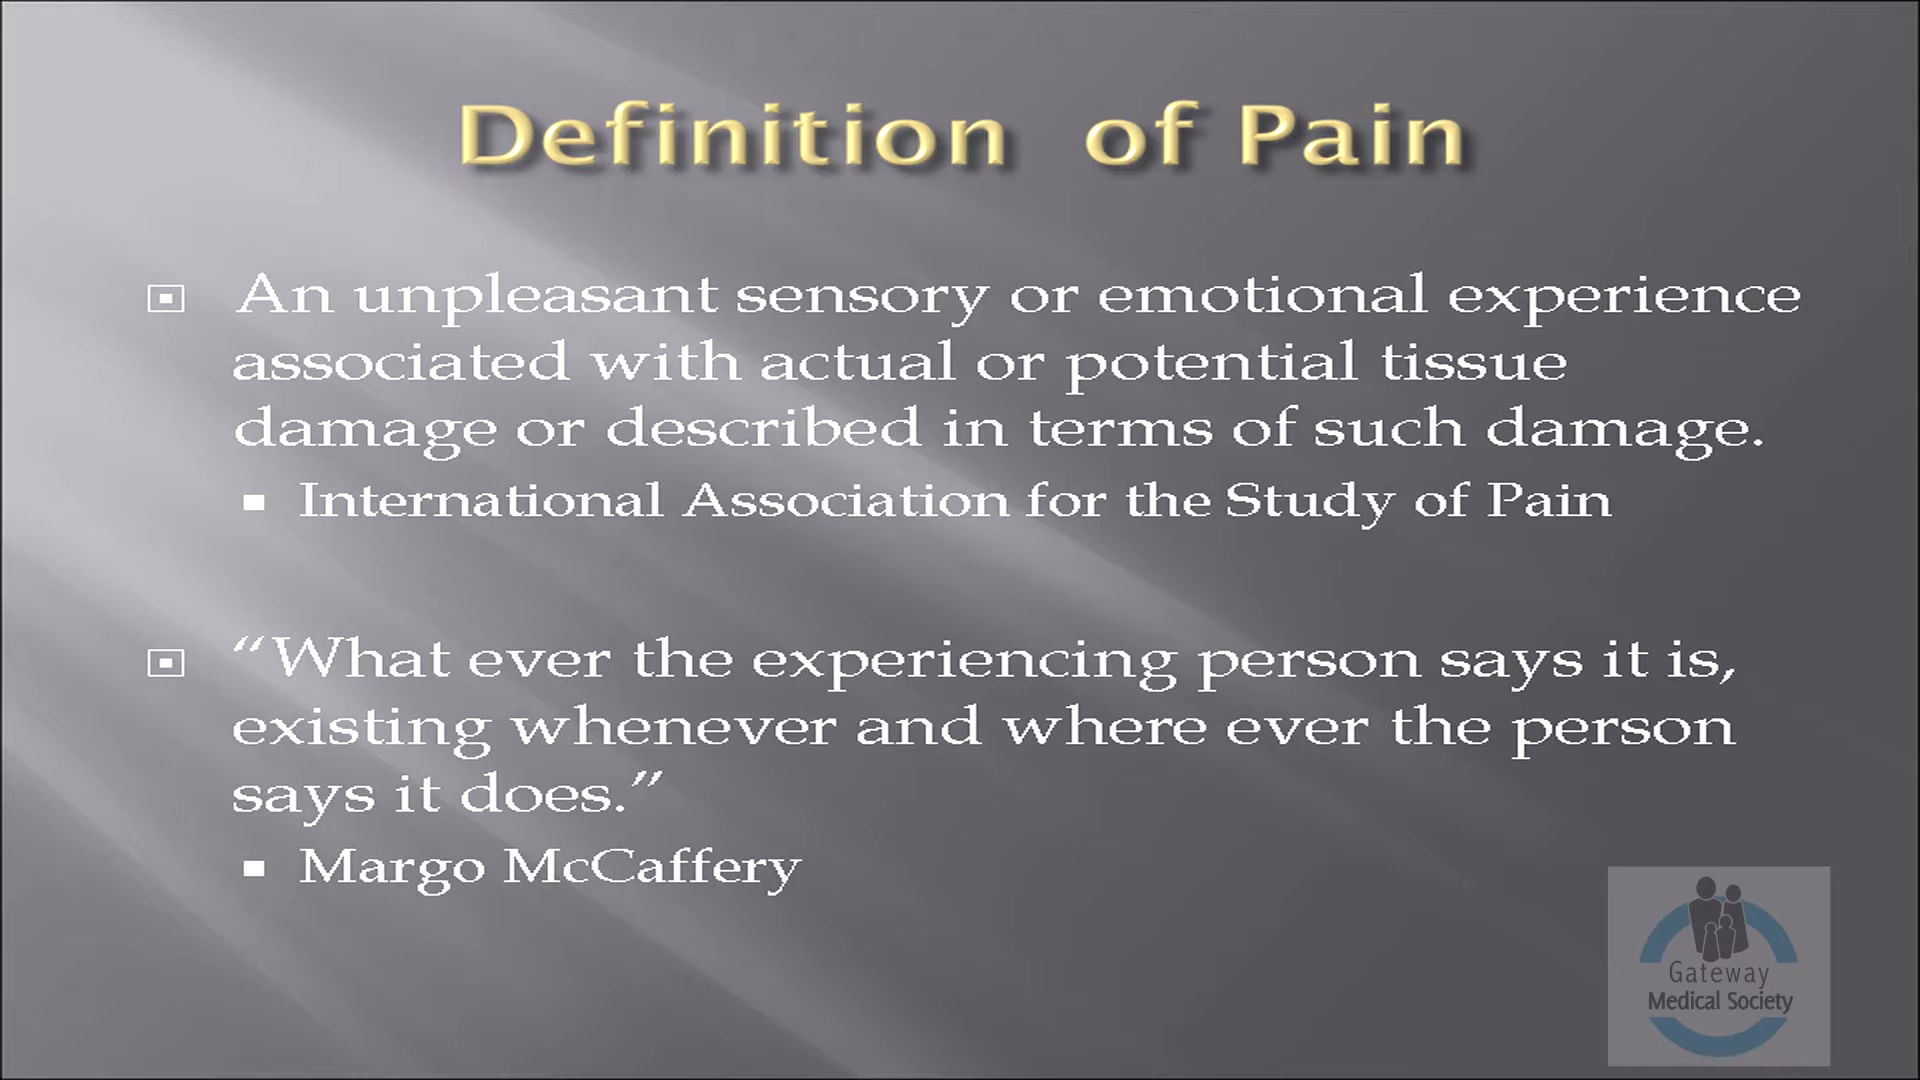 Definition of Pain
An unpleasant sensory or emotional experience
associated with actual or potential tissue
damage or described in terms of such damage.
International Association for the Study of Pain
“What ever the experiencing person says it is,
existing whenever and where ever the person
says it does.”
Margo McCaffery
Gateway
Medical Society